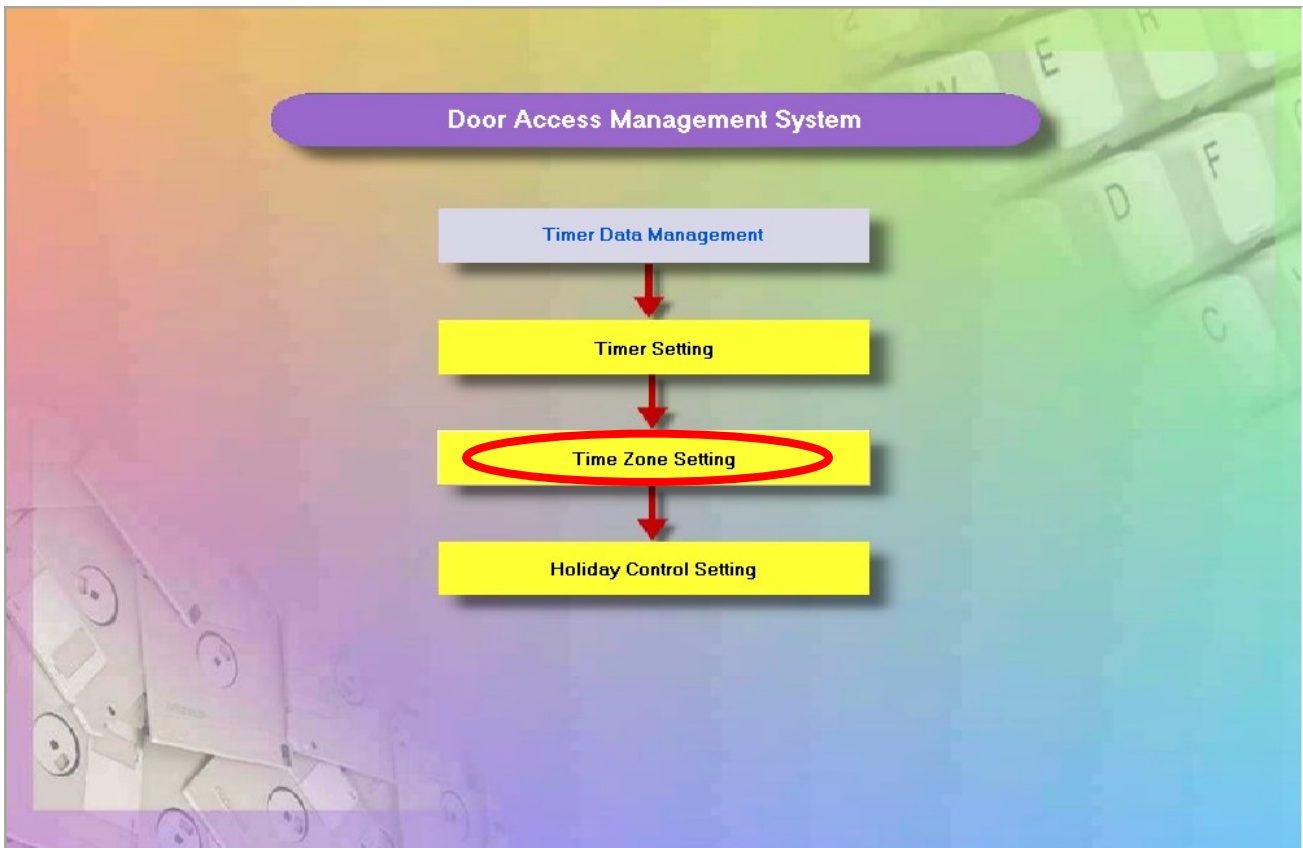 Door Access Management System
Timer Data Management
Timer Setting
Time Zone Setting
Holiday Control Setting
W
E
R
D
F
C